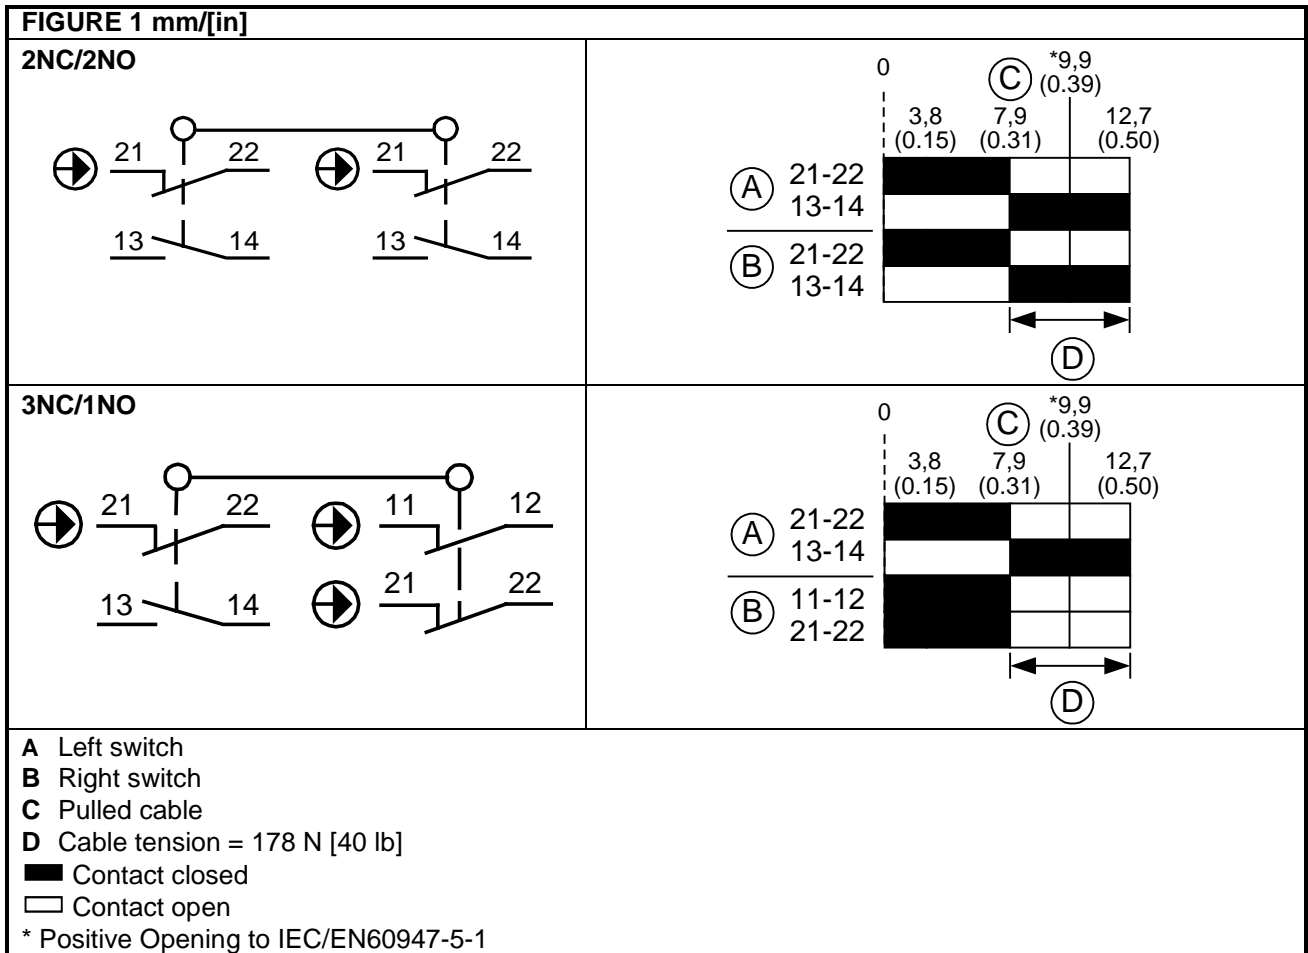 FIGURE 1 mm/[in]
2NC/2NO
21 22 21 22
13 14 13 14
0 C *9,9
(0.39)
3,8 7,9 12,7
(0.15) (0.31) (0.50)
A 21-22
13-14
B 21-22
13-14
D
3NC/1NO
21 22 11 12
13 14 21 22
0 C *9,9
(0.39)
3,8 7,9 12,7
(0.15) (0.31) (0.50)
A 21-22
13-14
B 11-12
21-22
D
A Left switch
B Right switch
C Pulled cable
D Cable tension = 178 N [40 lb]
Contact closed
Contact open
* Positive Opening to IEC/EN60947-5-1